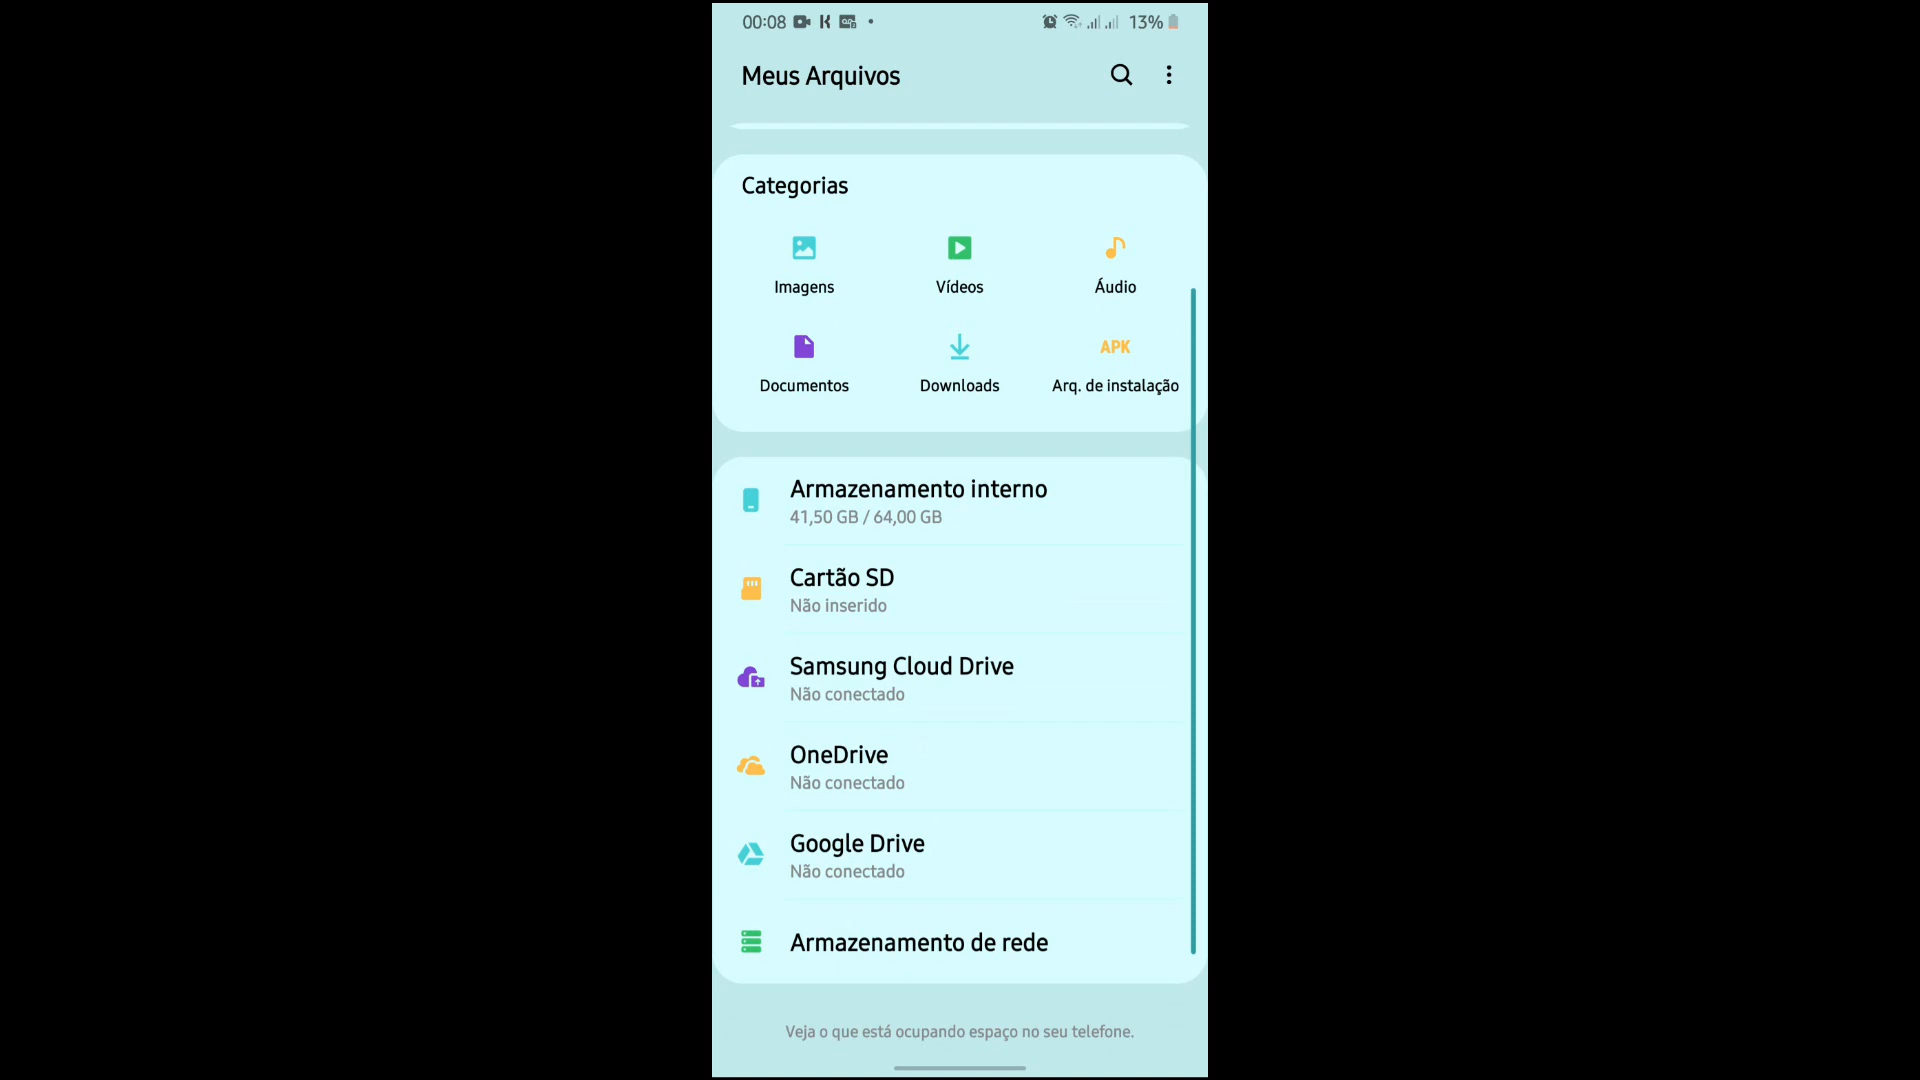 00:08 13%
Meus Arquivos
Categorias
Imagens Vídeos Áudio
APK
Documentos Downloads Arq. de instalação
Armazenamento interno
41,50 GB / 64,00 GB
Cartão SD
Não inserido
Samsung Cloud Drive
Não conectado
OneDrive
Não conectado
Google Drive
Não conectado
Armazenamento de rede
Veja o que está ocupando espaço no seu telefone.